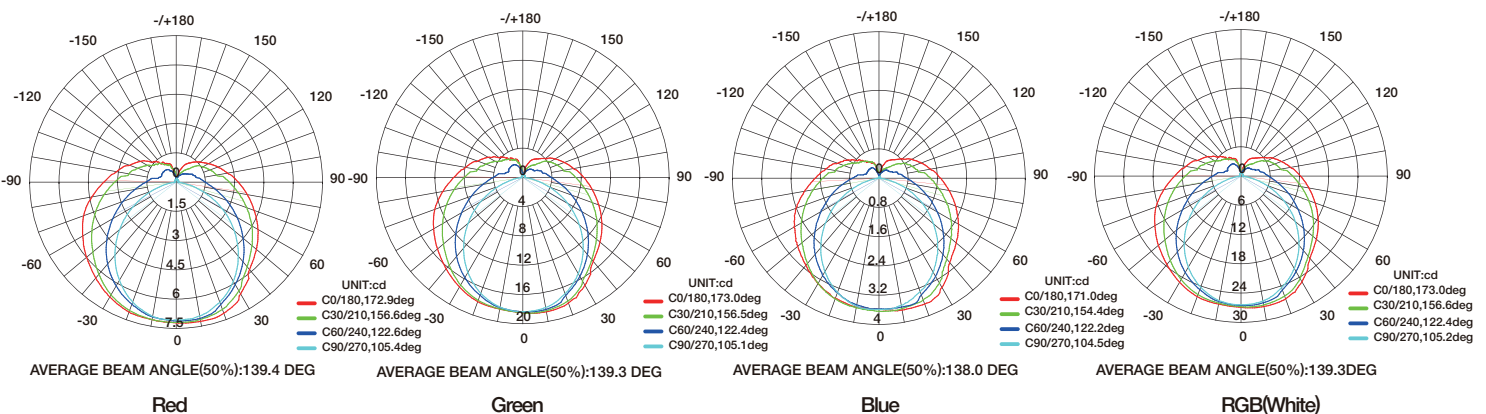 -/+180
-150
150
-120
120
-90
90
0
1.5
3
4.5
6
7.5
-60
60
-30
30
0
UNIT:cd
C0/180,172.9deg
C30/210,156.6deg
C60/240,122.6deg
C90/270,105.4deg
AVERAGE BEAM ANGLE(50%):139.4 DEG
Red
-/+180
-150
150
-120
120
-90
90
0
4
8
12
16
20
-60
60
-30
30
0
UNIT:cd
C0/180,173.0deg
C30/210,156.5deg
C60/240,122.4deg
C90/270,105.1deg
AVERAGE BEAM ANGLE(50%):139.3 DEG
Green
-/+180
-150
150
-120
120
-90
90
0
0.8
1.6
2.4
3.2
4
-60
60
-30
30
0
UNIT:cd
C0/180,171.0deg
C30/210,154.4deg
C60/240,122.2deg
C90/270,104.5deg
AVERAGE BEAM ANGLE(50%):138.0 DEG
Blue
-/+180
-150
150
-120
120
-90
90
0
6
12
18
24
30
-60
60
-30
30
0
UNIT:cd
C0/180,173.0deg
C30/210,156.6deg
C60/240,122.4deg
C90/270,105.2deg
AVERAGE BEAM ANGLE(50%):139.3DEG
RGB(White)